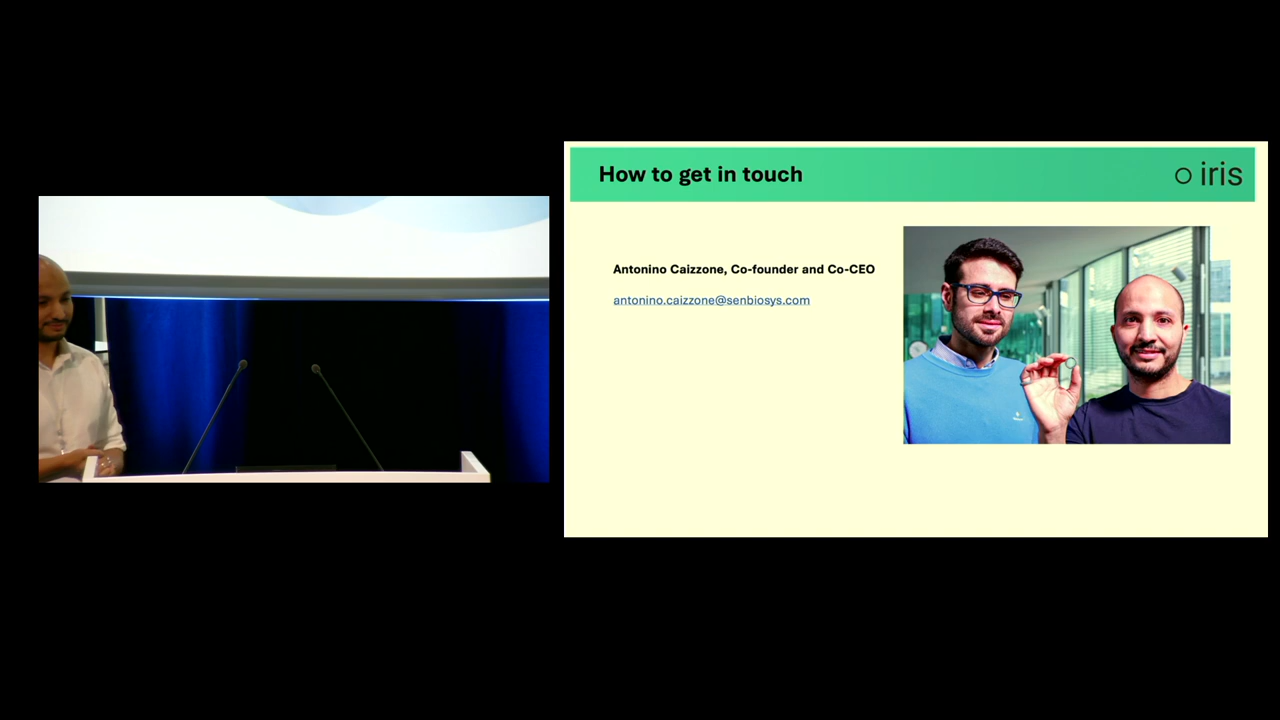 How to get in touch
iris
Antonino Caizzone, Co-founder and Co-CEO
antonino.caizzone@senbiosys.com